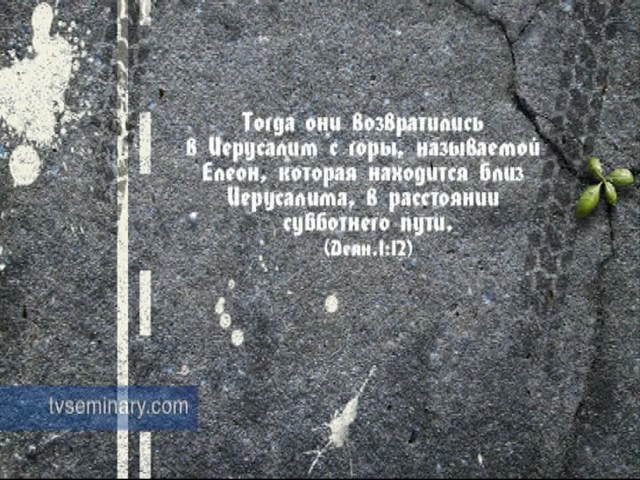 Тогда они возвратились
в Иерусалим с горы, называемой
Елеон, которая находится близ
Иерусалима, в расстоянии
субботнего пути.
(Деян.1:12)
tvseminary.com